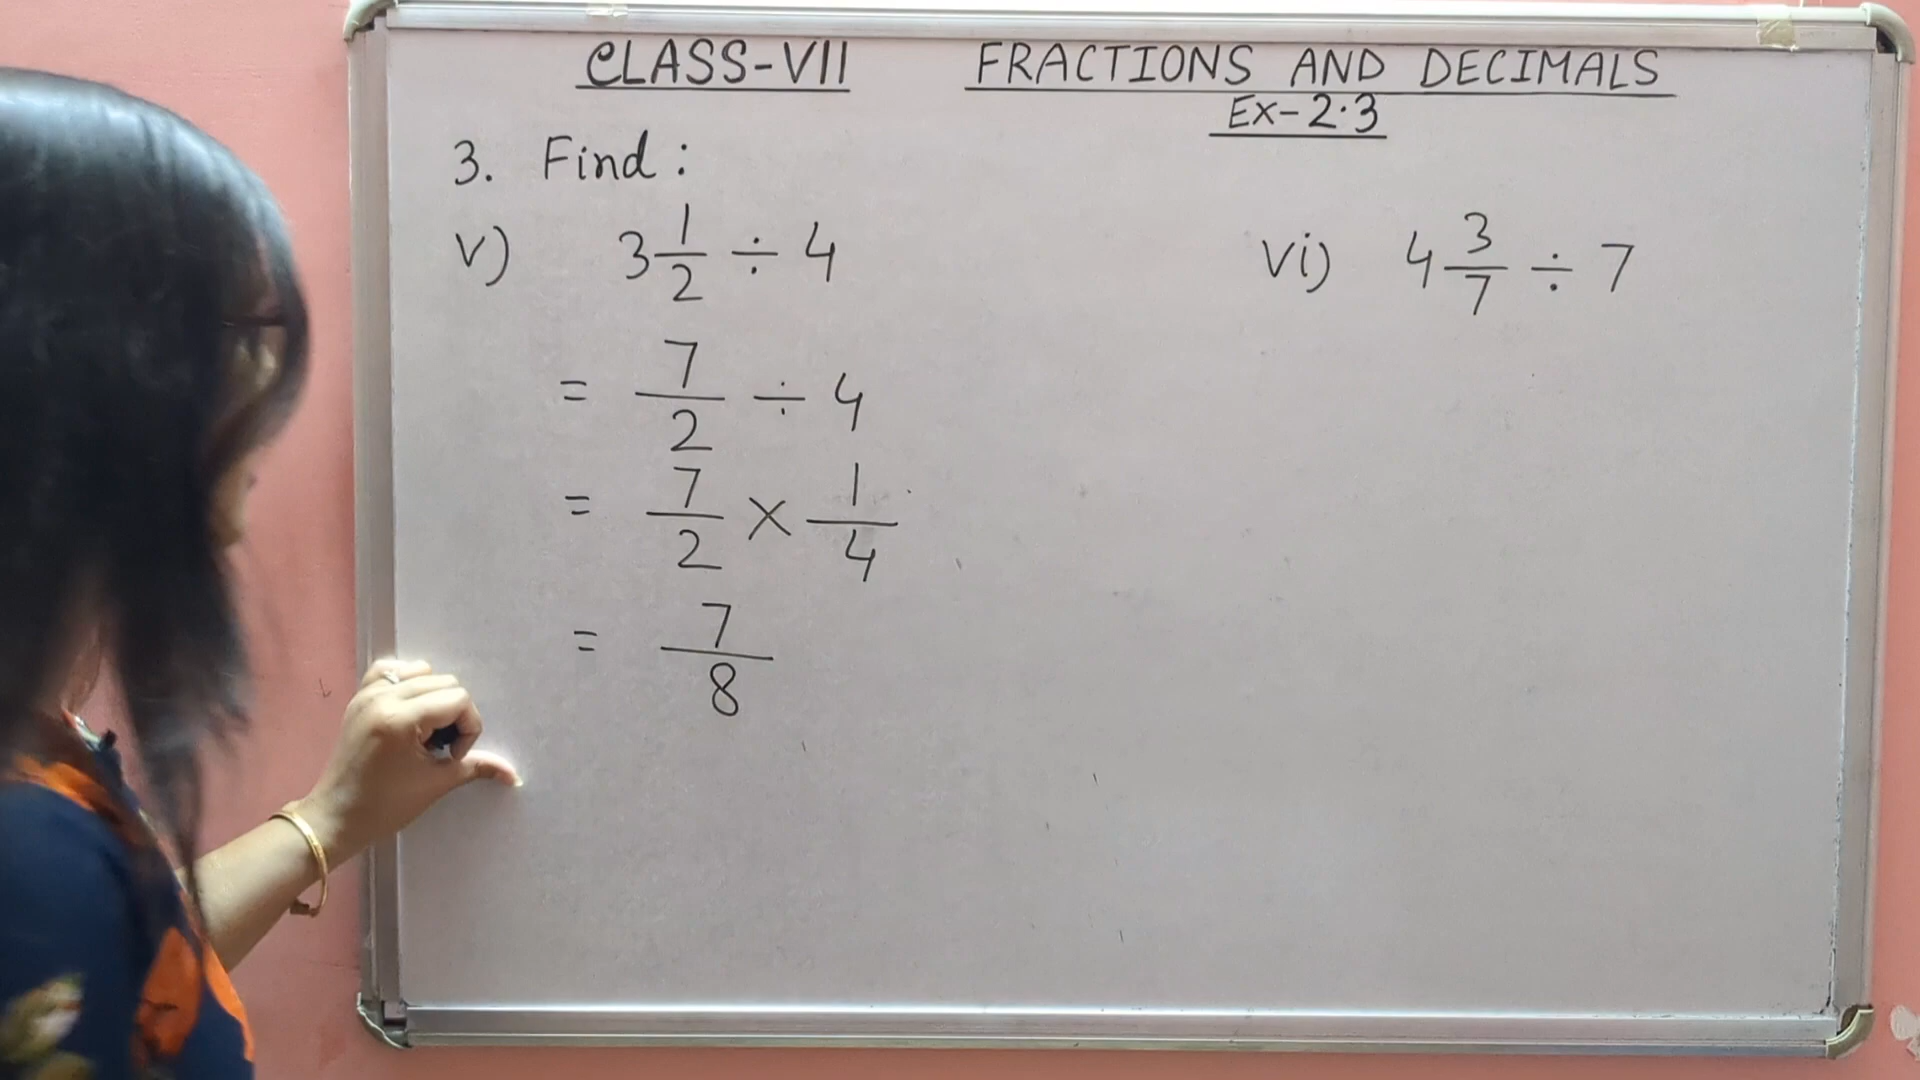 CLASS-VII FRACTIONS AND DECIMALS
Ex-2.3
3. Find :
v) 3 1/2 ÷ 4
= 7/2 ÷ 4
= 7/2 × 1/4
= 7/8
vi) 4 3/7 ÷ 7